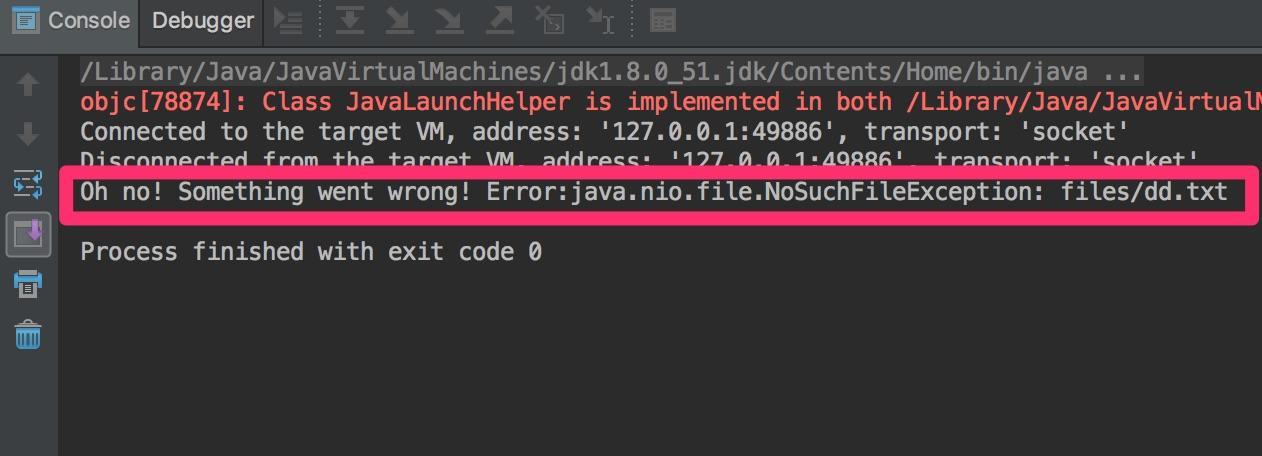 Console Debugger
/Library/Java/JavaVirtualMachines/jdk1.8.0_51.jdk/Contents/Home/bin/java ...
objc[78874]: Class JavaLaunchHelper is implemented in both /Library/Java/JavaVirtualM
Connected to the target VM, address: '127.0.0.1:49886', transport: 'socket'
Disconnected from the target VM, address: '127.0.0.1:49886', transport: 'socket'
Oh no! Something went wrong! Error:java.nio.file.NoSuchFileException: files/dd.txt
Process finished with exit code 0